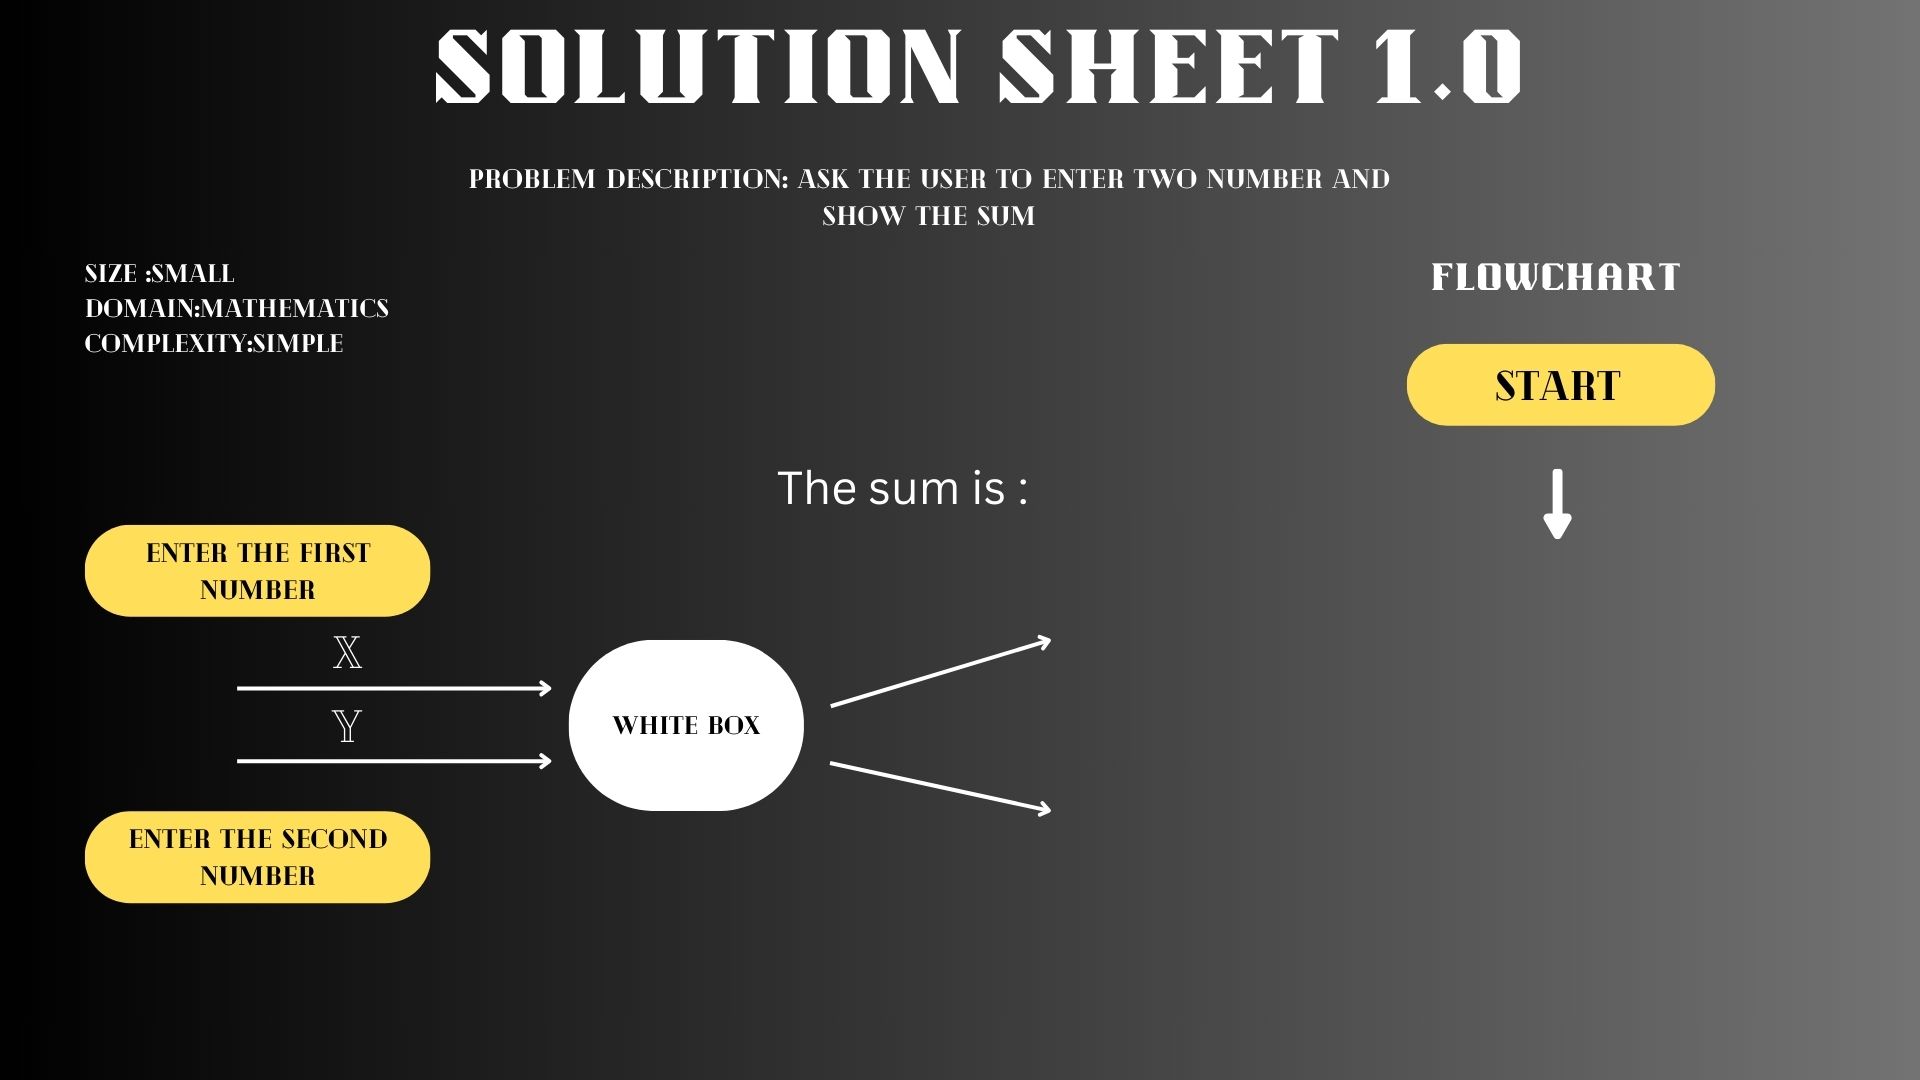 SOLUTION SHEET 1.0
PROBLEM DESCRIPTION: ASK THE USER TO ENTER TWO NUMBER AND
SHOW THE SUM
SIZE :SMALL
DOMAIN:MATHEMATICS
COMPLEXITY:SIMPLE
FLOWCHART
START
The sum is :
ENTER THE FIRST
NUMBER
X
Y
WHITE BOX
ENTER THE SECOND
NUMBER